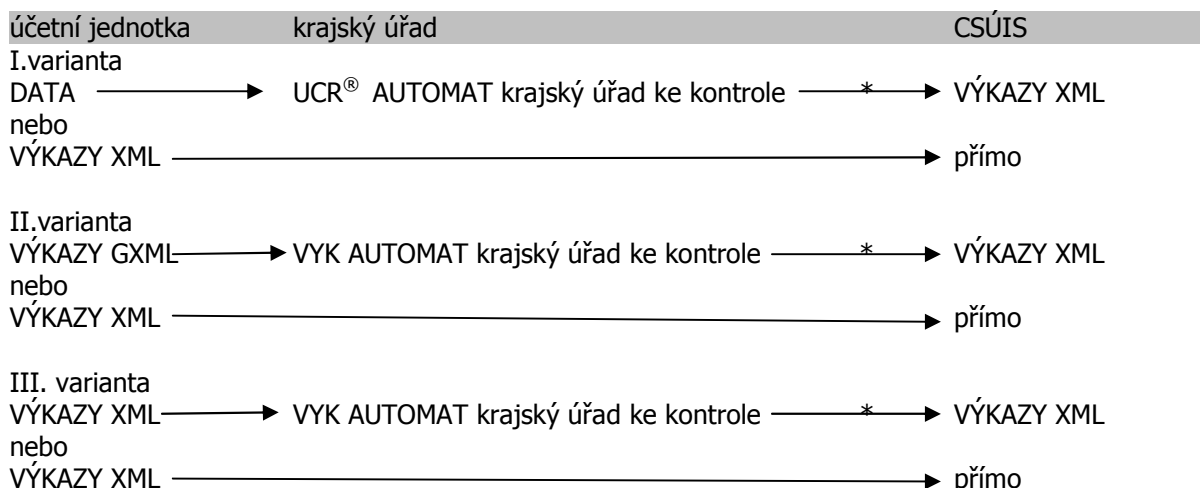 účetní jednotka krajský úřad CSÚIS
I.varianta
DATA UCR® AUTOMAT krajský úřad ke kontrole * VÝKAZY XML
nebo
VÝKAZY XML přímo
II.varianta
VÝKAZY GXML VYK AUTOMAT krajský úřad ke kontrole * VÝKAZY XML
nebo
VÝKAZY XML přímo
III. varianta
VÝKAZY XML VYK AUTOMAT krajský úřad ke kontrole * VÝKAZY XML
nebo
VÝKAZY XML přímo